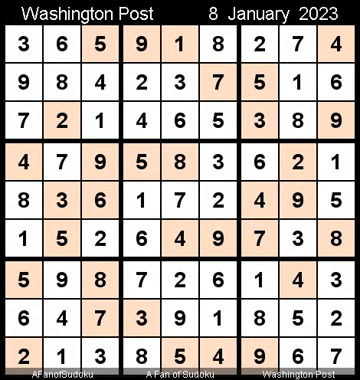 Washington Post 8 January 2023
3 6 5 9 1 8 2 7 4
9 8 4 2 3 7 5 1 6
7 2 1 4 6 5 3 8 9
4 7 9 5 8 3 6 2 1
8 3 6 1 7 2 4 9 5
1 5 2 6 4 9 7 3 8
5 9 8 7 2 6 1 4 3
6 4 7 3 9 1 8 5 2
2 1 3 8 5 4 9 6 7
AFanofSudoku A Fan of Sudoku Washington Post